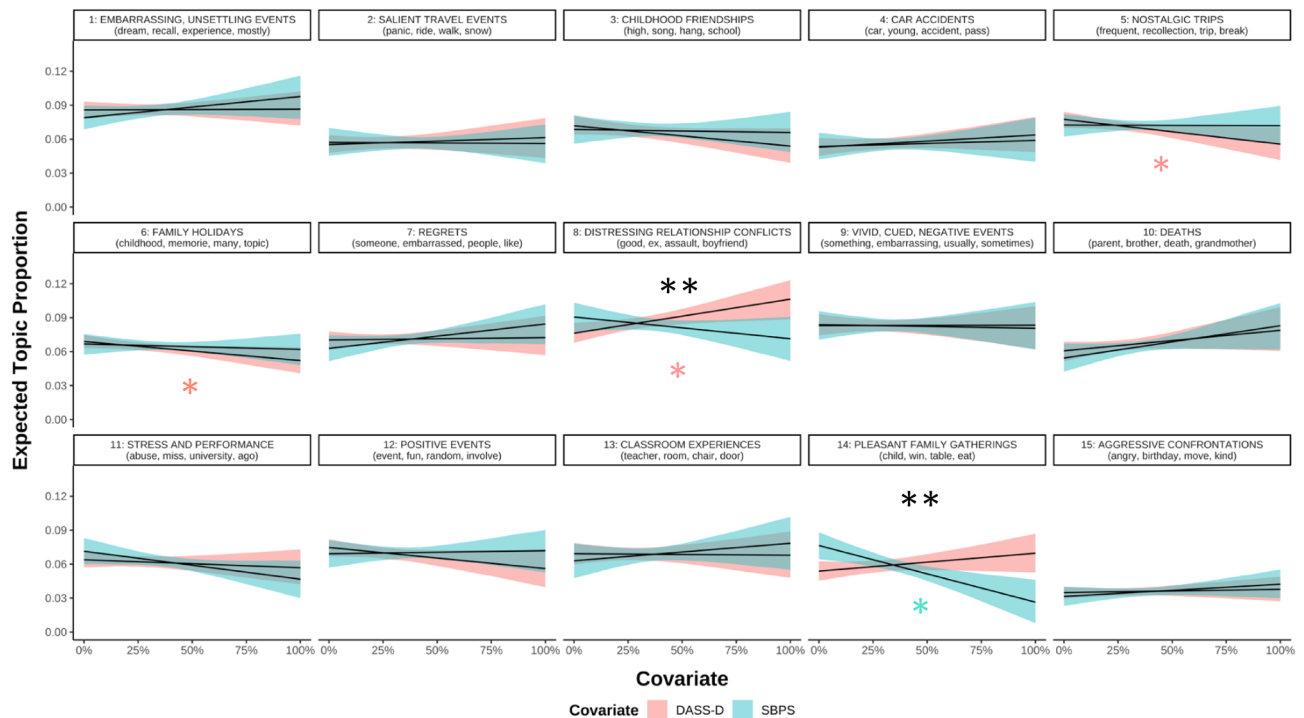 1: EMBARRASSING, UNSETTLING EVENTS
(dream, recall, experience, mostly)
2: SALIENT TRAVEL EVENTS
(panic, ride, walk, snow)
3: CHILDHOOD FRIENDSHIPS
(high, song, hang, school)
4: CAR ACCIDENTS
(car, young, accident, pass)
5: NOSTALGIC TRIPS
(frequent, recollection, trip, break)
0.12
0.09
0.06
0.03
0.00
*
6: FAMILY HOLIDAYS
(childhood, memorie, many, topic)
7: REGRETS
(someone, embarrassed, people, like)
8: DISTRESSING RELATIONSHIP CONFLICTS
(good, ex, assault, boyfriend)
9: VIVID, CUED, NEGATIVE EVENTS
(something, embarrassing, usually, sometimes)
10: DEATHS
(parent, brother, death, grandmother)
0.12
0.09
0.06
0.03
0.00
**
*
*
11: STRESS AND PERFORMANCE
(abuse, miss, university, ago)
12: POSITIVE EVENTS
(event, fun, random, involve)
13: CLASSROOM EXPERIENCES
(teacher, room, chair, door)
14: PLEASANT FAMILY GATHERINGS
(child, win, table, eat)
15: AGGRESSIVE CONFRONTATIONS
(angry, birthday, move, kind)
0.12
0.09
0.06
0.03
0.00
**
*
0% 25% 50% 75% 100%
0% 25% 50% 75% 100%
0% 25% 50% 75% 100%
0% 25% 50% 75% 100%
0% 25% 50% 75% 100%
Expected Topic Proportion
Covariate
Covariate DASS-D SBPS